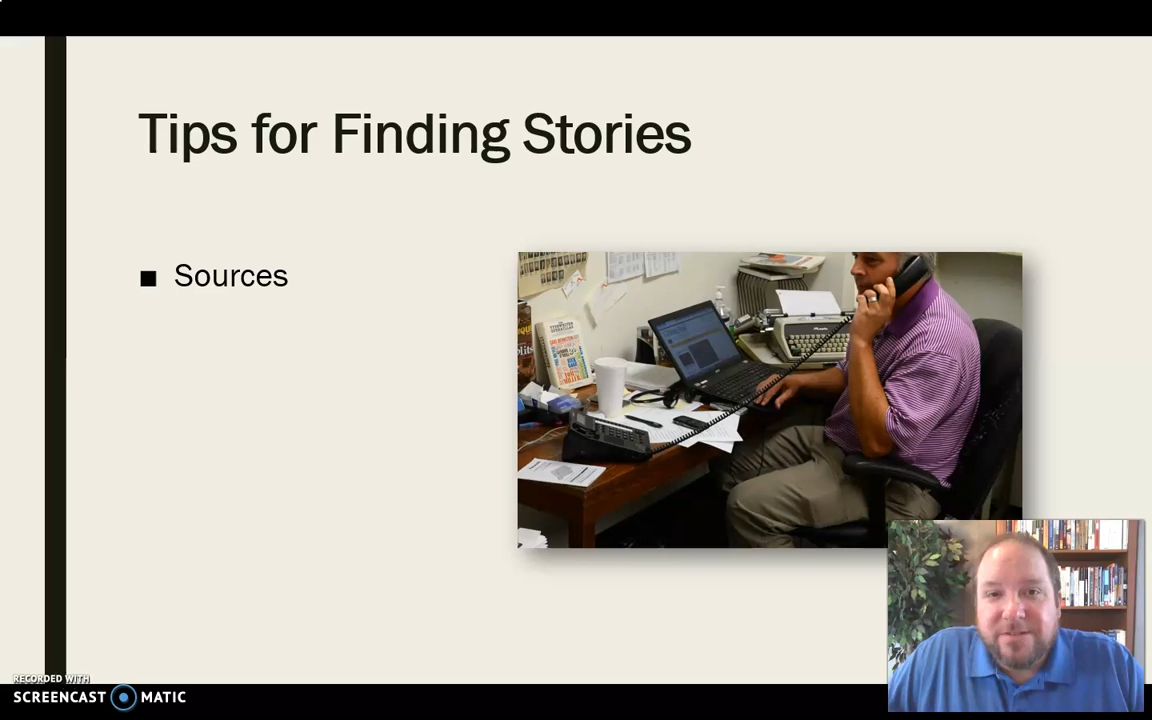 Tips for Finding Stories
■ Sources
RECORDED WITH
SCREENCAST MATIC